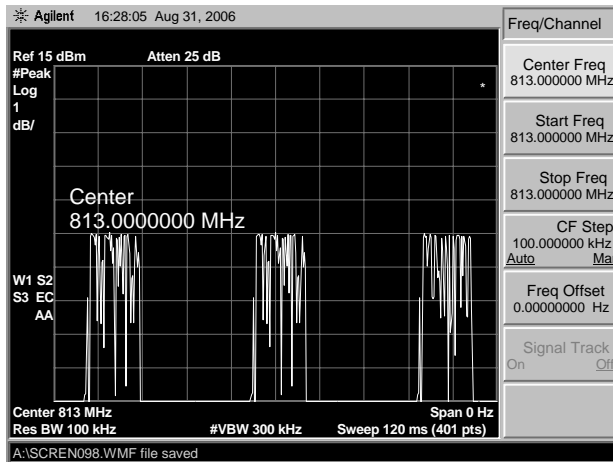 Agilent 16:28:05 Aug 31, 2006
Freq/Channel
Ref 15 dBm Atten 25 dB
#Peak
Log
1
dB/
*
Center
813.0000000 MHz
W1 S2
S3 EC
AA
Center 813 MHz Span 0 Hz
Res BW 100 kHz #VBW 300 kHz Sweep 120 ms (401 pts)
A:\SCREN098.WMF file saved
Center Freq
813.000000 MHz
Start Freq
813.000000 MHz
Stop Freq
813.000000 MHz
CF Step
100.000000 kHz
Auto Ma
Freq Offset
0.00000000 Hz
Signal Track
On Off